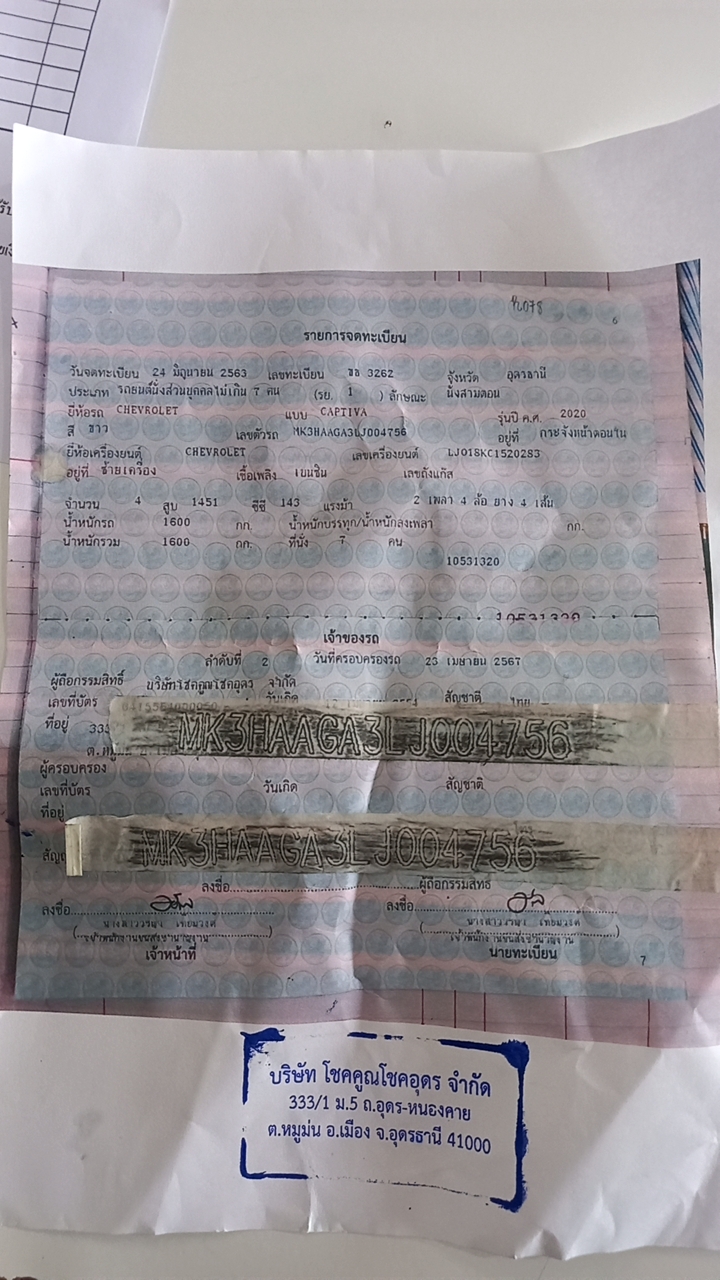 รายการจดทะเบียน
วันจดทะเบียน 24 มิถุนายน 2563 เลขทะเบียน 3262 จังหวัด อุดรธานี
ประเภท รถยนต์นั่งส่วนบุคคลไม่เกิน 7 คน (รย. 1 ) ลักษณะ นั่งสามตอน
ยี่ห้อรถ CHEVROLET แบบ CAPTIVA รุ่นปี ค.ศ. 2020
สี ขาว เลขตัวรถ MK3HAAGA3LJ004756 อยู่ที่ กระจังหน้าตอนใน
ยี่ห้อเครื่องยนต์ CHEVROLET เลขเครื่องยนต์ LJO18KC1520283
อยู่ที่ ซ้ายเครื่อง เชื้อเพลิง เบนซิน เลขถังแก๊ส
จำนวน 4 สูบ 1451 ซีซี 143 แรงม้า 2 เพลา 4 ล้อ ยาง 4 เส้น
น้ำหนักรถ 1600 กก. น้ำหนักบรรทุก/น้ำหนักลงเพลา กก.
น้ำหนักรวม 1600 กก. ที่นั่ง 7 คน
10531320
10531320
เจ้าของรถ
ลำดับที่ 2 วันที่ครอบครองรถ 23 เมษายน 2567
ผู้ถือกรรมสิทธิ์ บริษัทโชคคูณโชคอุดร จำกัด
เลขที่บัตร วันเกิด สัญชาติ ไทย
ที่อยู่ 333
MK3HAAGA3LJ004756
ผู้ครอบครอง
เลขที่บัตร วันเกิด สัญชาติ
ที่อยู่
MK3HAAGA3LJ004756
ลงชื่อ ผู้ถือกรรมสิทธิ์
ลงชื่อ ลงชื่อ
เจ้าหน้าที่ นายทะเบียน
7
บริษัท โชคคูณโชคอุดร จำกัด
333/1 ม.5 ถ.อุดร-หนองคาย
ต.หมูม่น อ.เมือง จ.อุดรธานี 41000